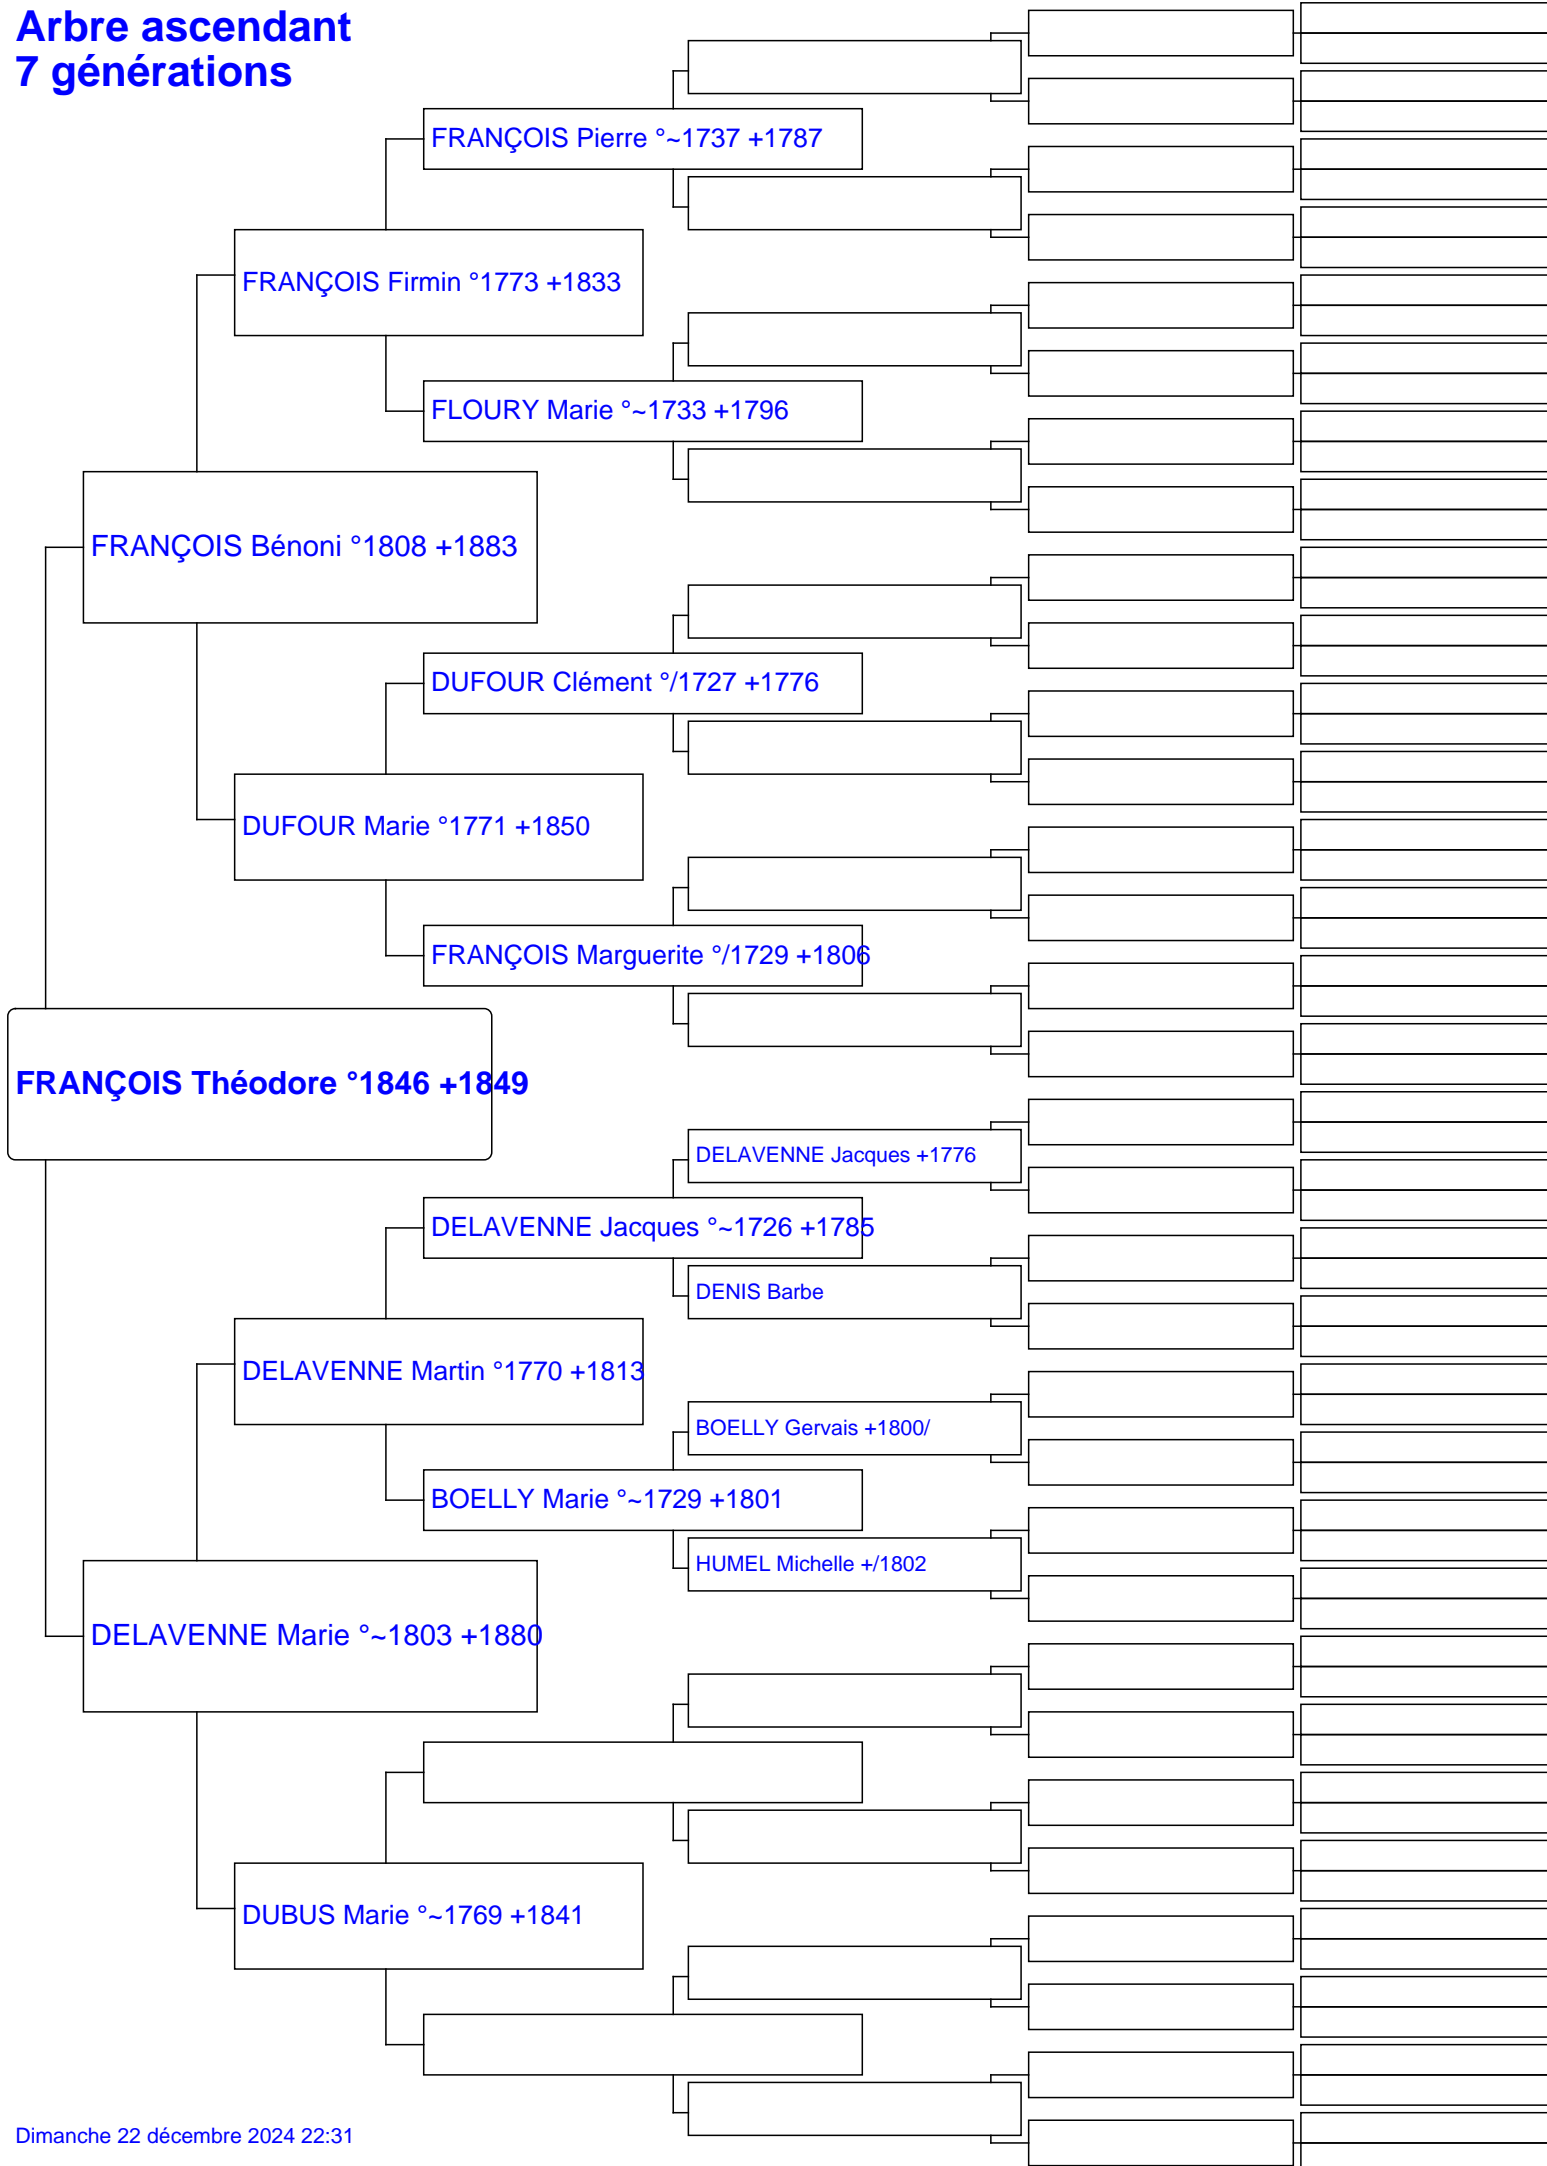 Arbre ascendant
7 générations
FRANÇOIS Pierre °~1737 +1787
FRANÇOIS Firmin °1773 +1833
FLOURY Marie °~1733 +1796
FRANÇOIS Bénoni °1808 +1883
DUFOUR Clément °/1727 +1776
DUFOUR Marie °1771 +1850
FRANÇOIS Marguerite °/1729 +1806
FRANÇOIS Théodore °1846 +1849
DELAVENNE Jacques +1776
DELAVENNE Jacques °~1726 +1785
DENIS Barbe
DELAVENNE Martin °1770 +1813
BOELLY Gervais +1800/
BOELLY Marie °~1729 +1801
HUMEL Michelle +/1802
DELAVENNE Marie °~1803 +1880
DUBUS Marie °~1769 +1841
Dimanche 22 décembre 2024 22:31